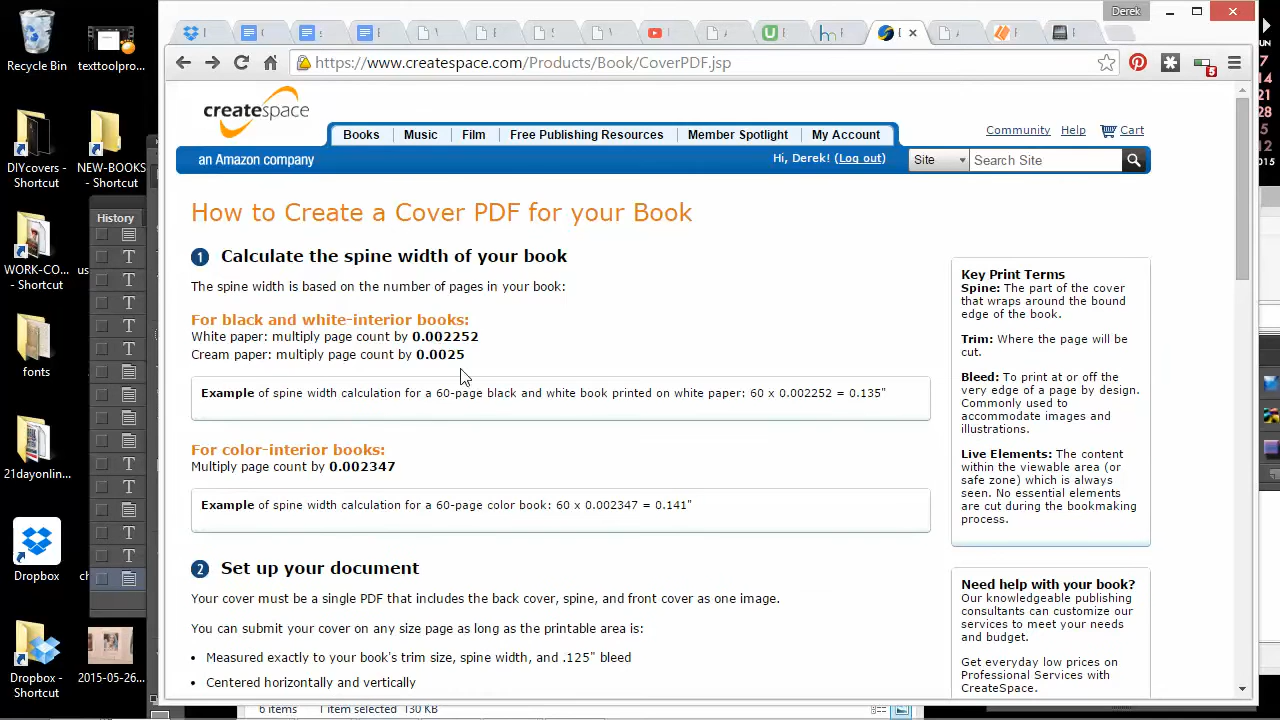 Derek
https://www.createspace.com/Products/Book/CoverPDF.jsp
5
createspace
Books
Music
Film
Free Publishing Resources
Member Spotlight
My Account
Community
Help
Cart
an Amazon company
Hi, Derek! (Log out)
Site
Search Site
How to Create a Cover PDF for your Book
1 Calculate the spine width of your book
The spine width is based on the number of pages in your book:
For black and white-interior books:
White paper: multiply page count by 0.002252
Cream paper: multiply page count by 0.0025
Example of spine width calculation for a 60-page black and white book printed on white paper: 60 x 0.002252 = 0.135"
For color-interior books:
Multiply page count by 0.002347
Example of spine width calculation for a 60-page color book: 60 x 0.002347 = 0.141"
2 Set up your document
Your cover must be a single PDF that includes the back cover, spine, and front cover as one image.
You can submit your cover on any size page as long as the printable area is:
• Measured exactly to your book's trim size, spine width, and .125" bleed
• Centered horizontally and vertically
Key Print Terms
Spine: The part of the cover
that wraps around the bound
edge of the book.
Trim: Where the page will be
cut.
Bleed: To print at or off the
very edge of a page by design.
Commonly used to
accommodate images and
illustrations.
Live Elements: The content
within the viewable area (or
safe zone) which is always
seen. No essential elements
are cut during the bookmaking
process.
Need help with your book?
Our knowledgeable publishing
consultants can customize our
services to meet your needs
and budget.
Get everyday low prices on
Professional Services with
CreateSpace.
Recycle Bin
texttoolpro...
DIYcovers -
Shortcut
NEW-BOOKS
- Shortcut
History
WORK-CO...
- Shortcut
us
fonts
21dayonlin...
Dropbox
ch
Dropbox -
Shortcut
2015-05-26...
6 items
1 item selected 130 KB
7
14
21
28
5
12
2015